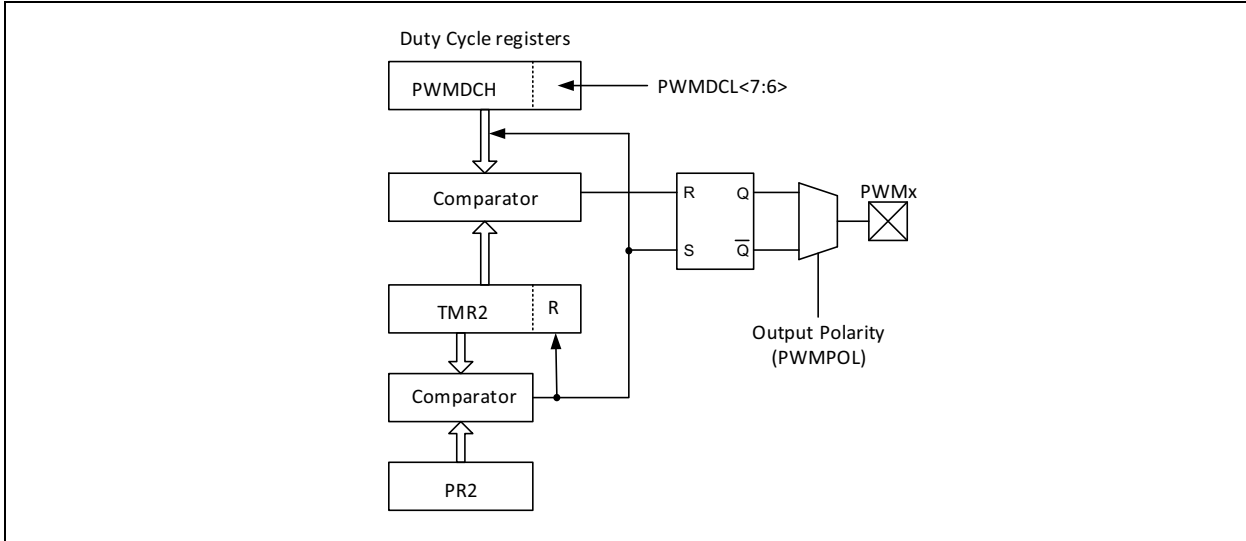 Duty Cycle registers
PWMDCH
PWMDCL<7:6>
Comparator
R
Q
PWMx
S
Q̅
TMR2
R
Output Polarity
(PWMPOL)
Comparator
PR2